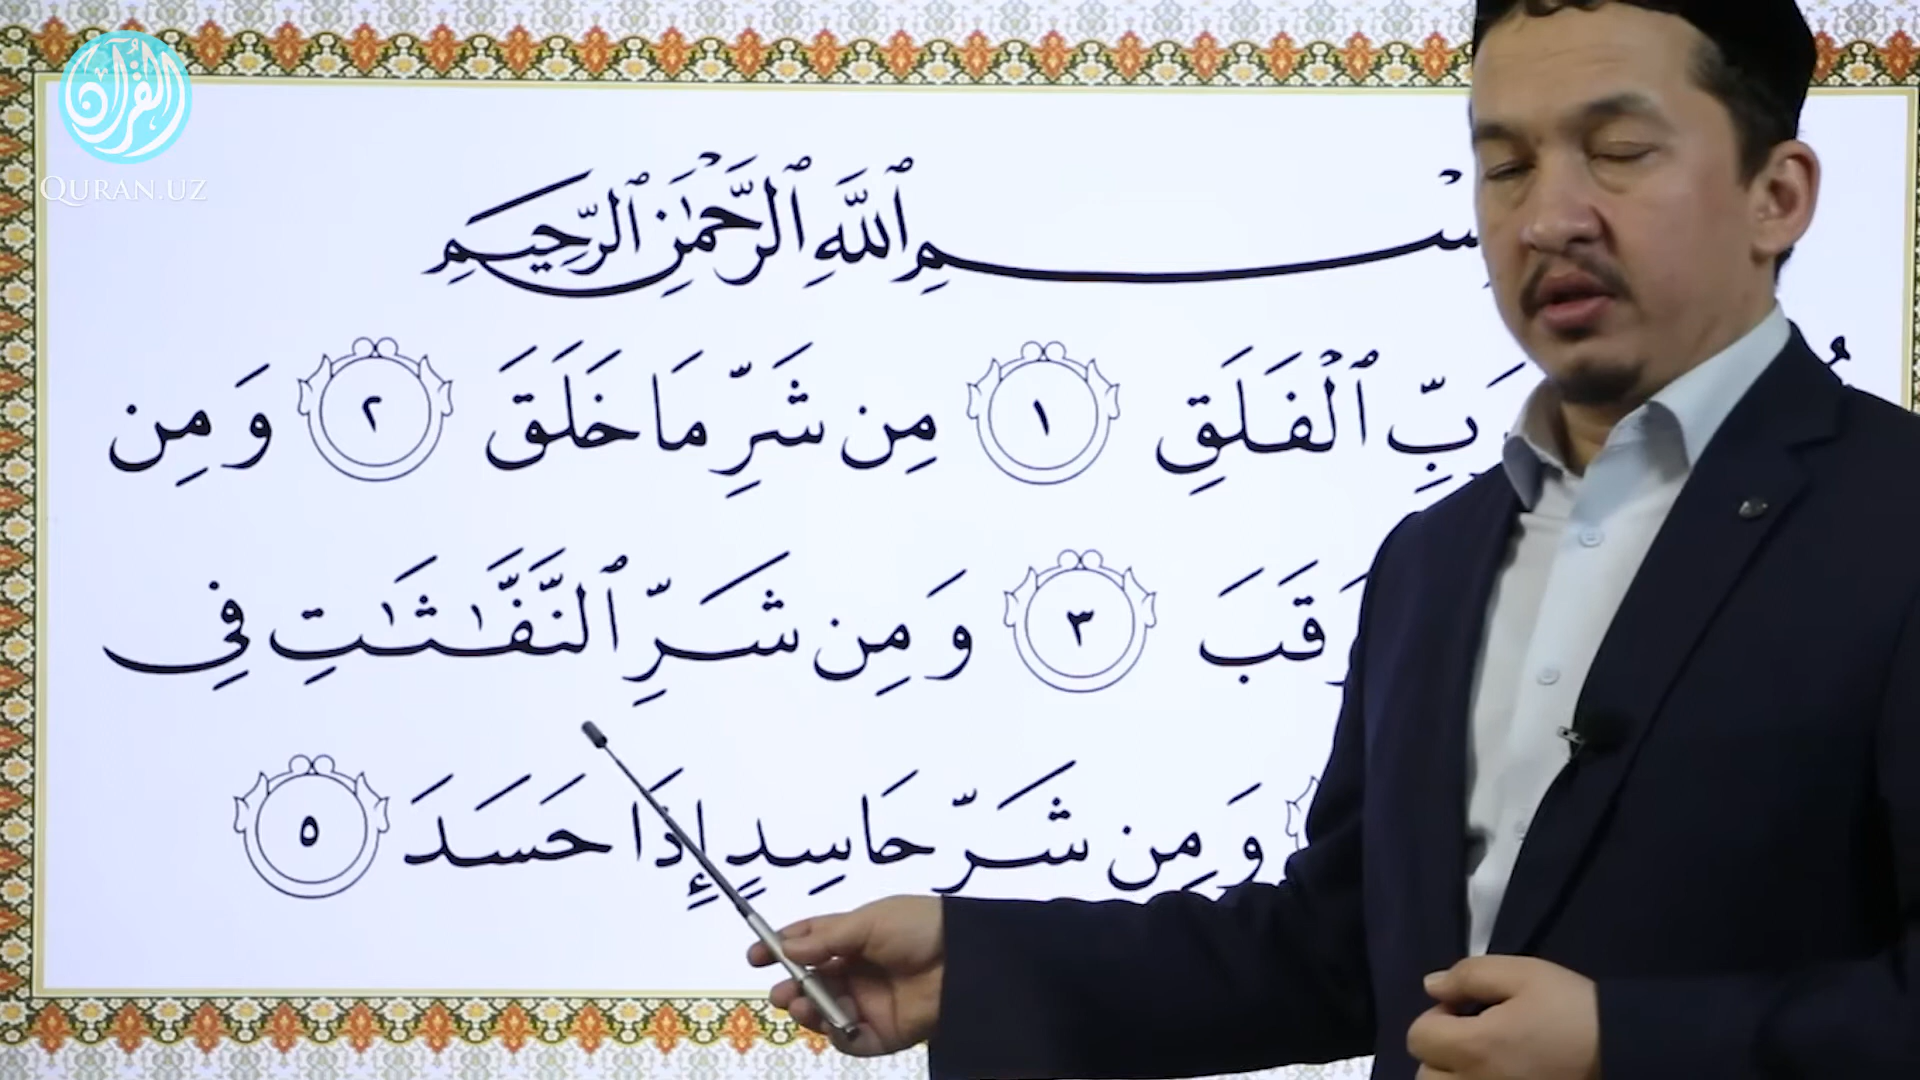 القرآن
QURAN.UZ
ٱللَّهِ ٱلرَّحْمَٰنِ ٱلرَّحِيمِ
رَبِّ ٱلْفَلَقِ ١ مِن شَرِّ مَا خَلَقَ ٢ وَمِن
وَقَبَ ٣ وَمِن شَرِّ ٱلنَّفَّٰثَٰتِ فِي
وَمِن شَرِّ حَاسِدٍ إِذَا حَسَدَ ٥